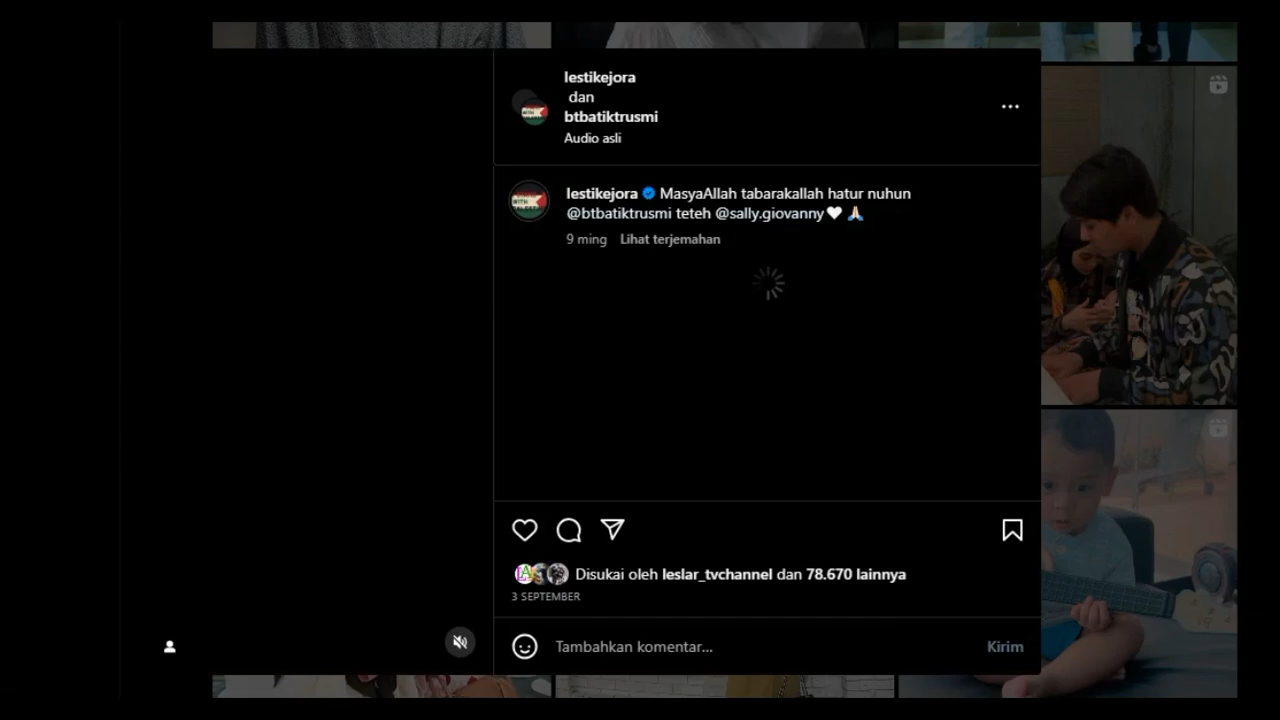 lestikejora
dan
btbatiktrusmi
Audio asli
lestikejora MasyaAllah tabarakallah hatur nuhun
@btbatiktrusmi teteh @sally.giovanny🤍 🙏🏻
9 ming Lihat terjemahan
Disukai oleh leslar_tvchannel dan 78.670 lainnya
3 SEPTEMBER
Tambahkan komentar... Kirim